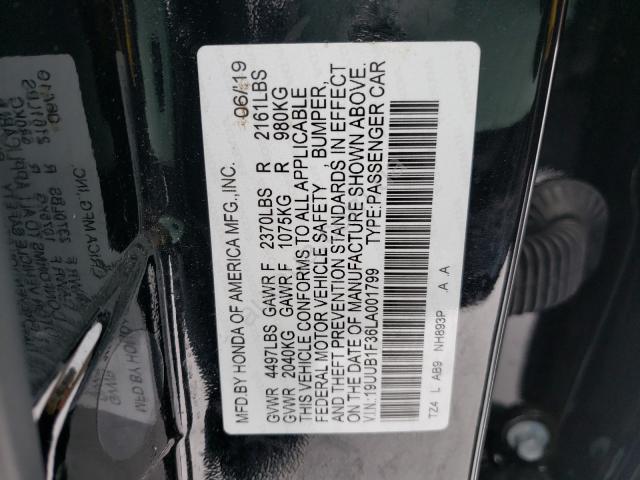 MFD.BY HONDA OF AMERICA MFG.,INC. 06/19
GVWR 4497LBS GAWR F 2370LBS R 2161LBS
GVWR 2040KG GAWR F 1075KG R 980KG
THIS VEHICLE CONFORMS TO ALL APPLICABLE
FEDERAL MOTOR VEHICLE SAFETY , BUMPER,
AND THEFT PREVENTION STANDARDS IN EFFECT
ON THE DATE OF MANUFACTURE SHOWN ABOVE.
V.I.N.:19UUB1F36LA001799 TYPE:PASSENGER CAR
TZ4 L AB9 NH893P A .A